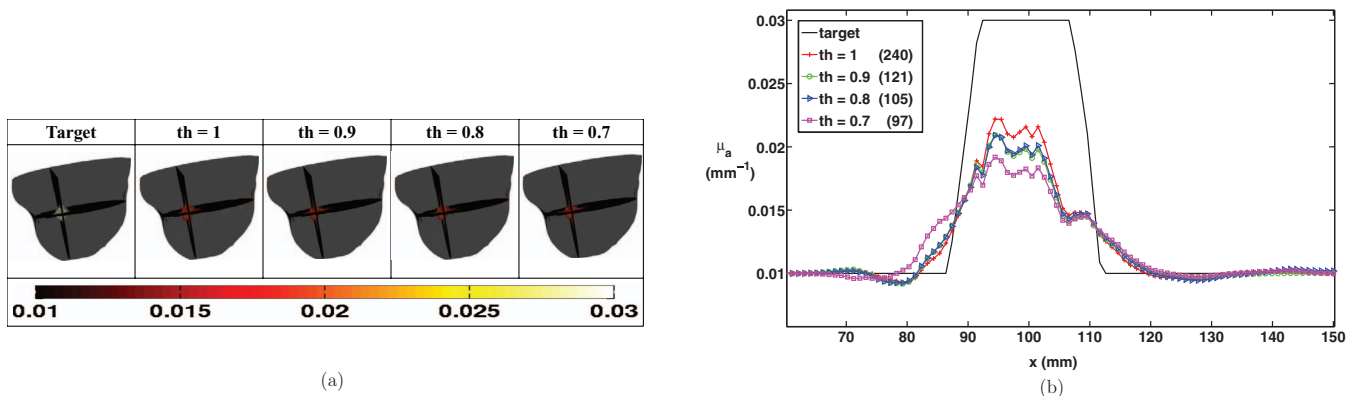 Target th = 1 th = 0.9 th = 0.8 th = 0.7
0.01 0.015 0.02 0.025 0.03
(a)
0.03
0.025
0.02
0.015
0.01
μa
(mm−1)
target
th = 1 (240)
th = 0.9 (121)
th = 0.8 (105)
th = 0.7 (97)
70 80 90 100 110 120 130 140 150
x (mm)
(b)